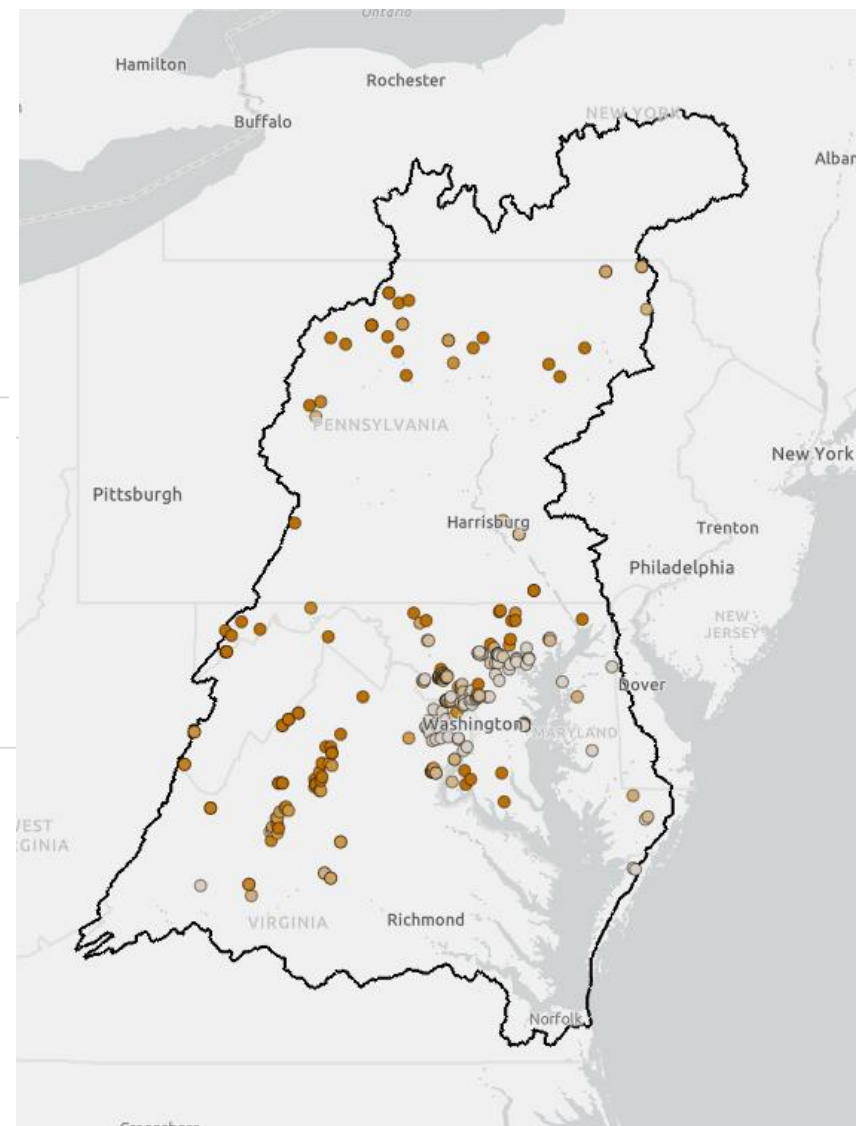 Ontario
Hamilton
Rochester
NEW YORK
Buffalo
Alban
PENNSYLVANIA
New York
Pittsburgh
Harrisburg
Trenton
Philadelphia
NEW
JERSEY
Dover
Washington
MARYLAND
WEST
VIRGINIA
Richmond
VIRGINIA
Norfolk